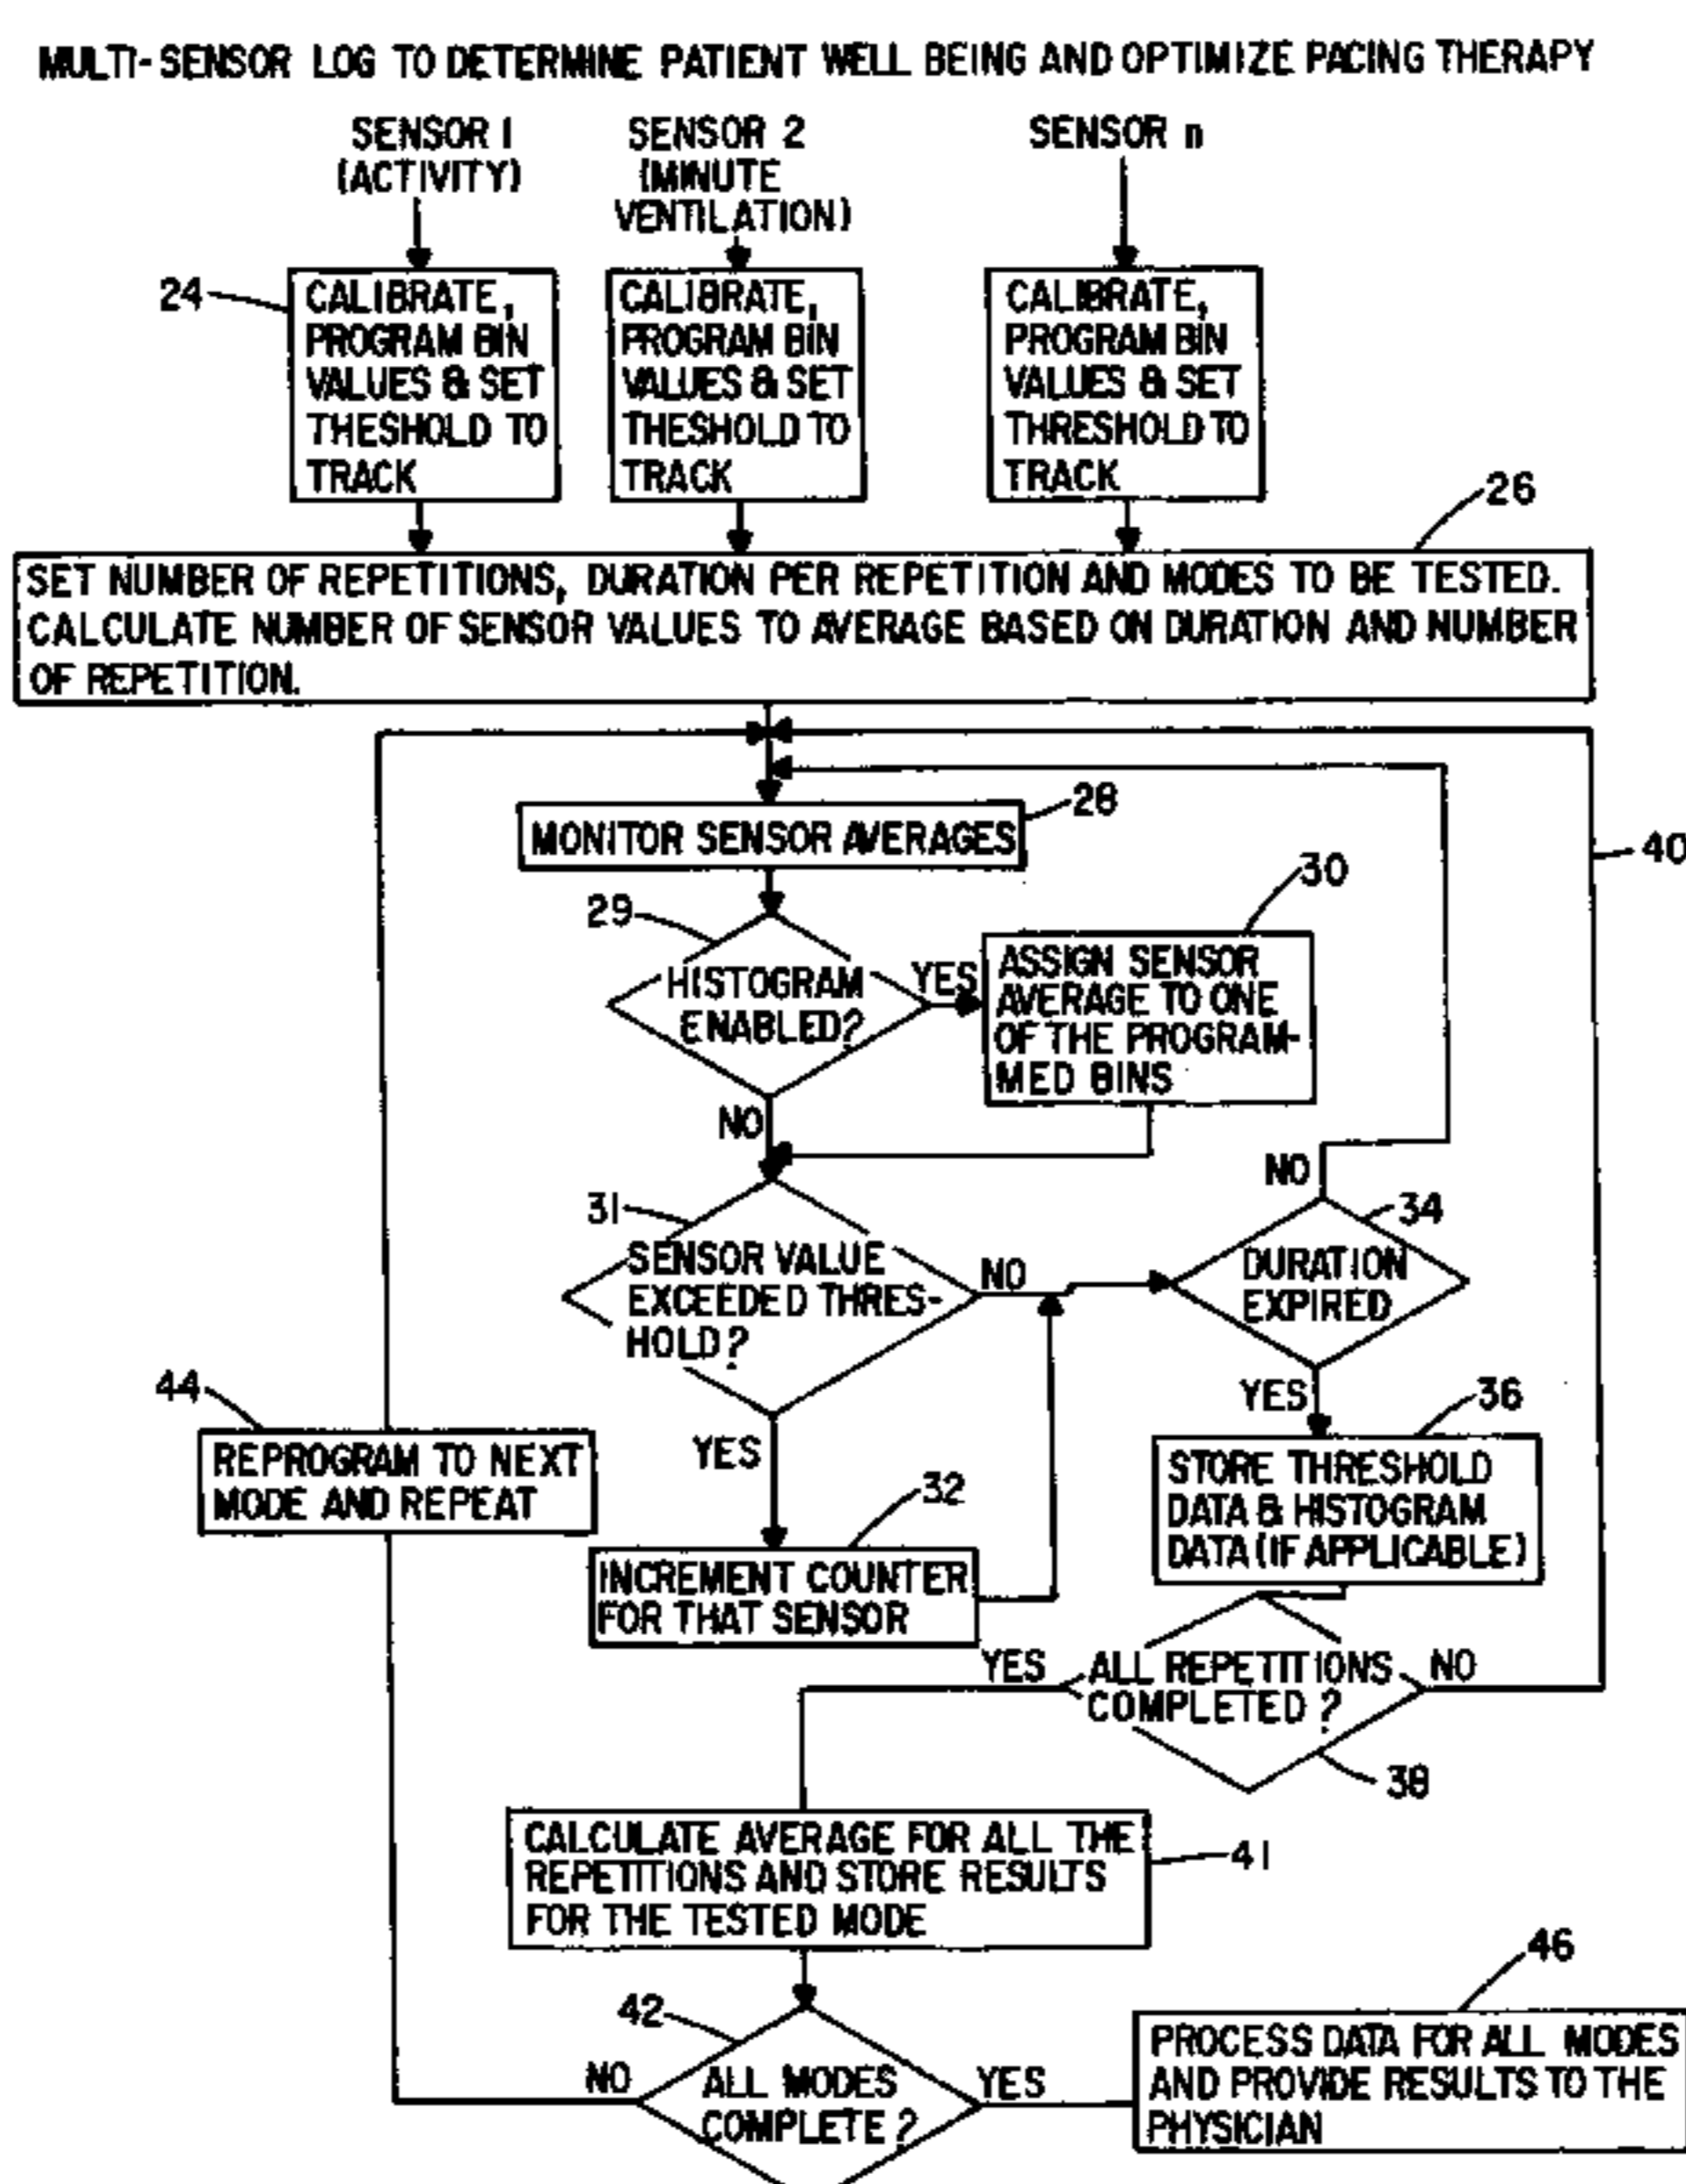 MULTI-SENSOR LOG TO DETERMINE PATIENT WELL BEING AND OPTIMIZE PACING THERAPY
SENSOR 1
(ACTIVITY)
SENSOR 2
(MINUTE
VENTILATION)
SENSOR n
24
CALIBRATE,
PROGRAM BIN
VALUES & SET
THESHOLD TO
TRACK
CALIBRATE,
PROGRAM BIN
VALUES & SET
THESHOLD TO
TRACK
CALIBRATE,
PROGRAM BIN
VALUES & SET
THRESHOLD TO
TRACK
26
SET NUMBER OF REPETITIONS, DURATION PER REPETITION AND MODES TO BE TESTED.
CALCULATE NUMBER OF SENSOR VALUES TO AVERAGE BASED ON DURATION AND NUMBER
OF REPETITION.
28
MONITOR SENSOR AVERAGES
40
29
HISTOGRAM
ENABLED?
YES
NO
30
ASSIGN SENSOR
AVERAGE TO ONE
OF THE PROGRAM-
MED BINS
31
SENSOR VALUE
EXCEEDED THRES-
HOLD?
NO
YES
NO
34
DURATION
EXPIRED
YES
44
REPROGRAM TO NEXT
MODE AND REPEAT
32
INCREMENT COUNTER
FOR THAT SENSOR
36
STORE THRESHOLD
DATA & HISTOGRAM
DATA (IF APPLICABLE)
YES
ALL REPETITIONS
COMPLETED?
NO
38
CALCULATE AVERAGE FOR ALL THE
REPETITIONS AND STORE RESULTS
FOR THE TESTED MODE
41
42
NO
ALL MODES
COMPLETE?
YES
46
PROCESS DATA FOR ALL MODES
AND PROVIDE RESULTS TO THE
PHYSICIAN